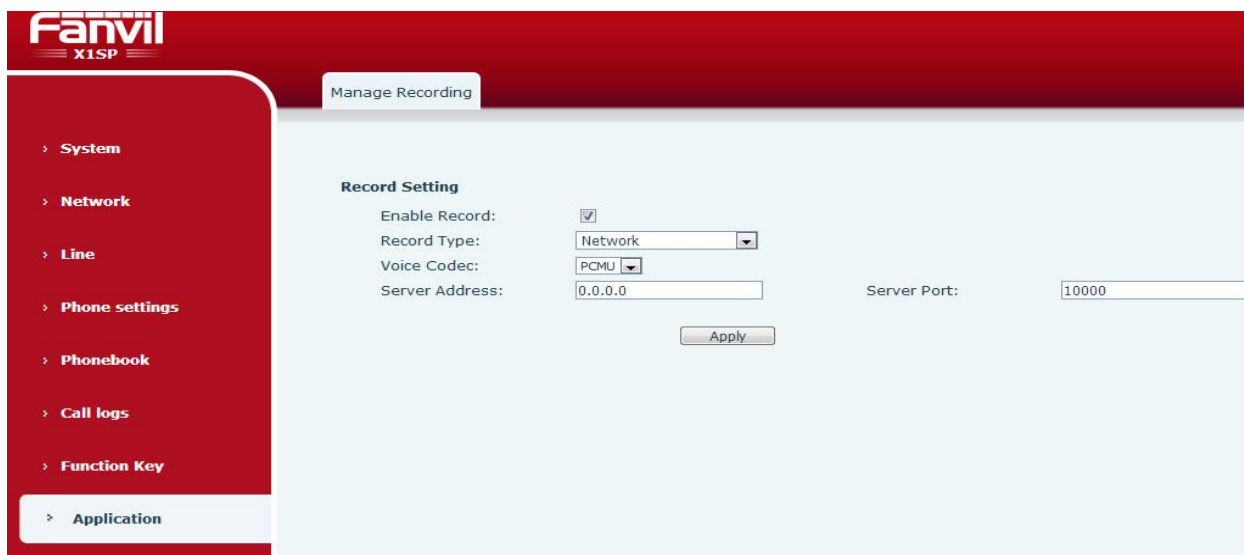 Fanvil
X1SP
Manage Recording
› System
› Network
› Line
› Phone settings
› Phonebook
› Call logs
› Function Key
› Application
Record Setting
Enable Record:
Record Type: Network
Voice Codec: PCMU
Server Address: 0.0.0.0 Server Port: 10000
Apply